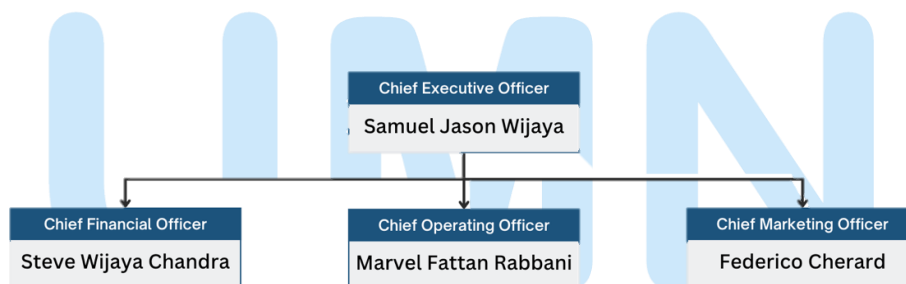 UMN
Chief Executive Officer
Samuel Jason Wijaya
Chief Financial Officer
Chief Operating Officer
Chief Marketing Officer
Steve Wijaya Chandra
Marvel Fattan Rabbani
Federico Cherard